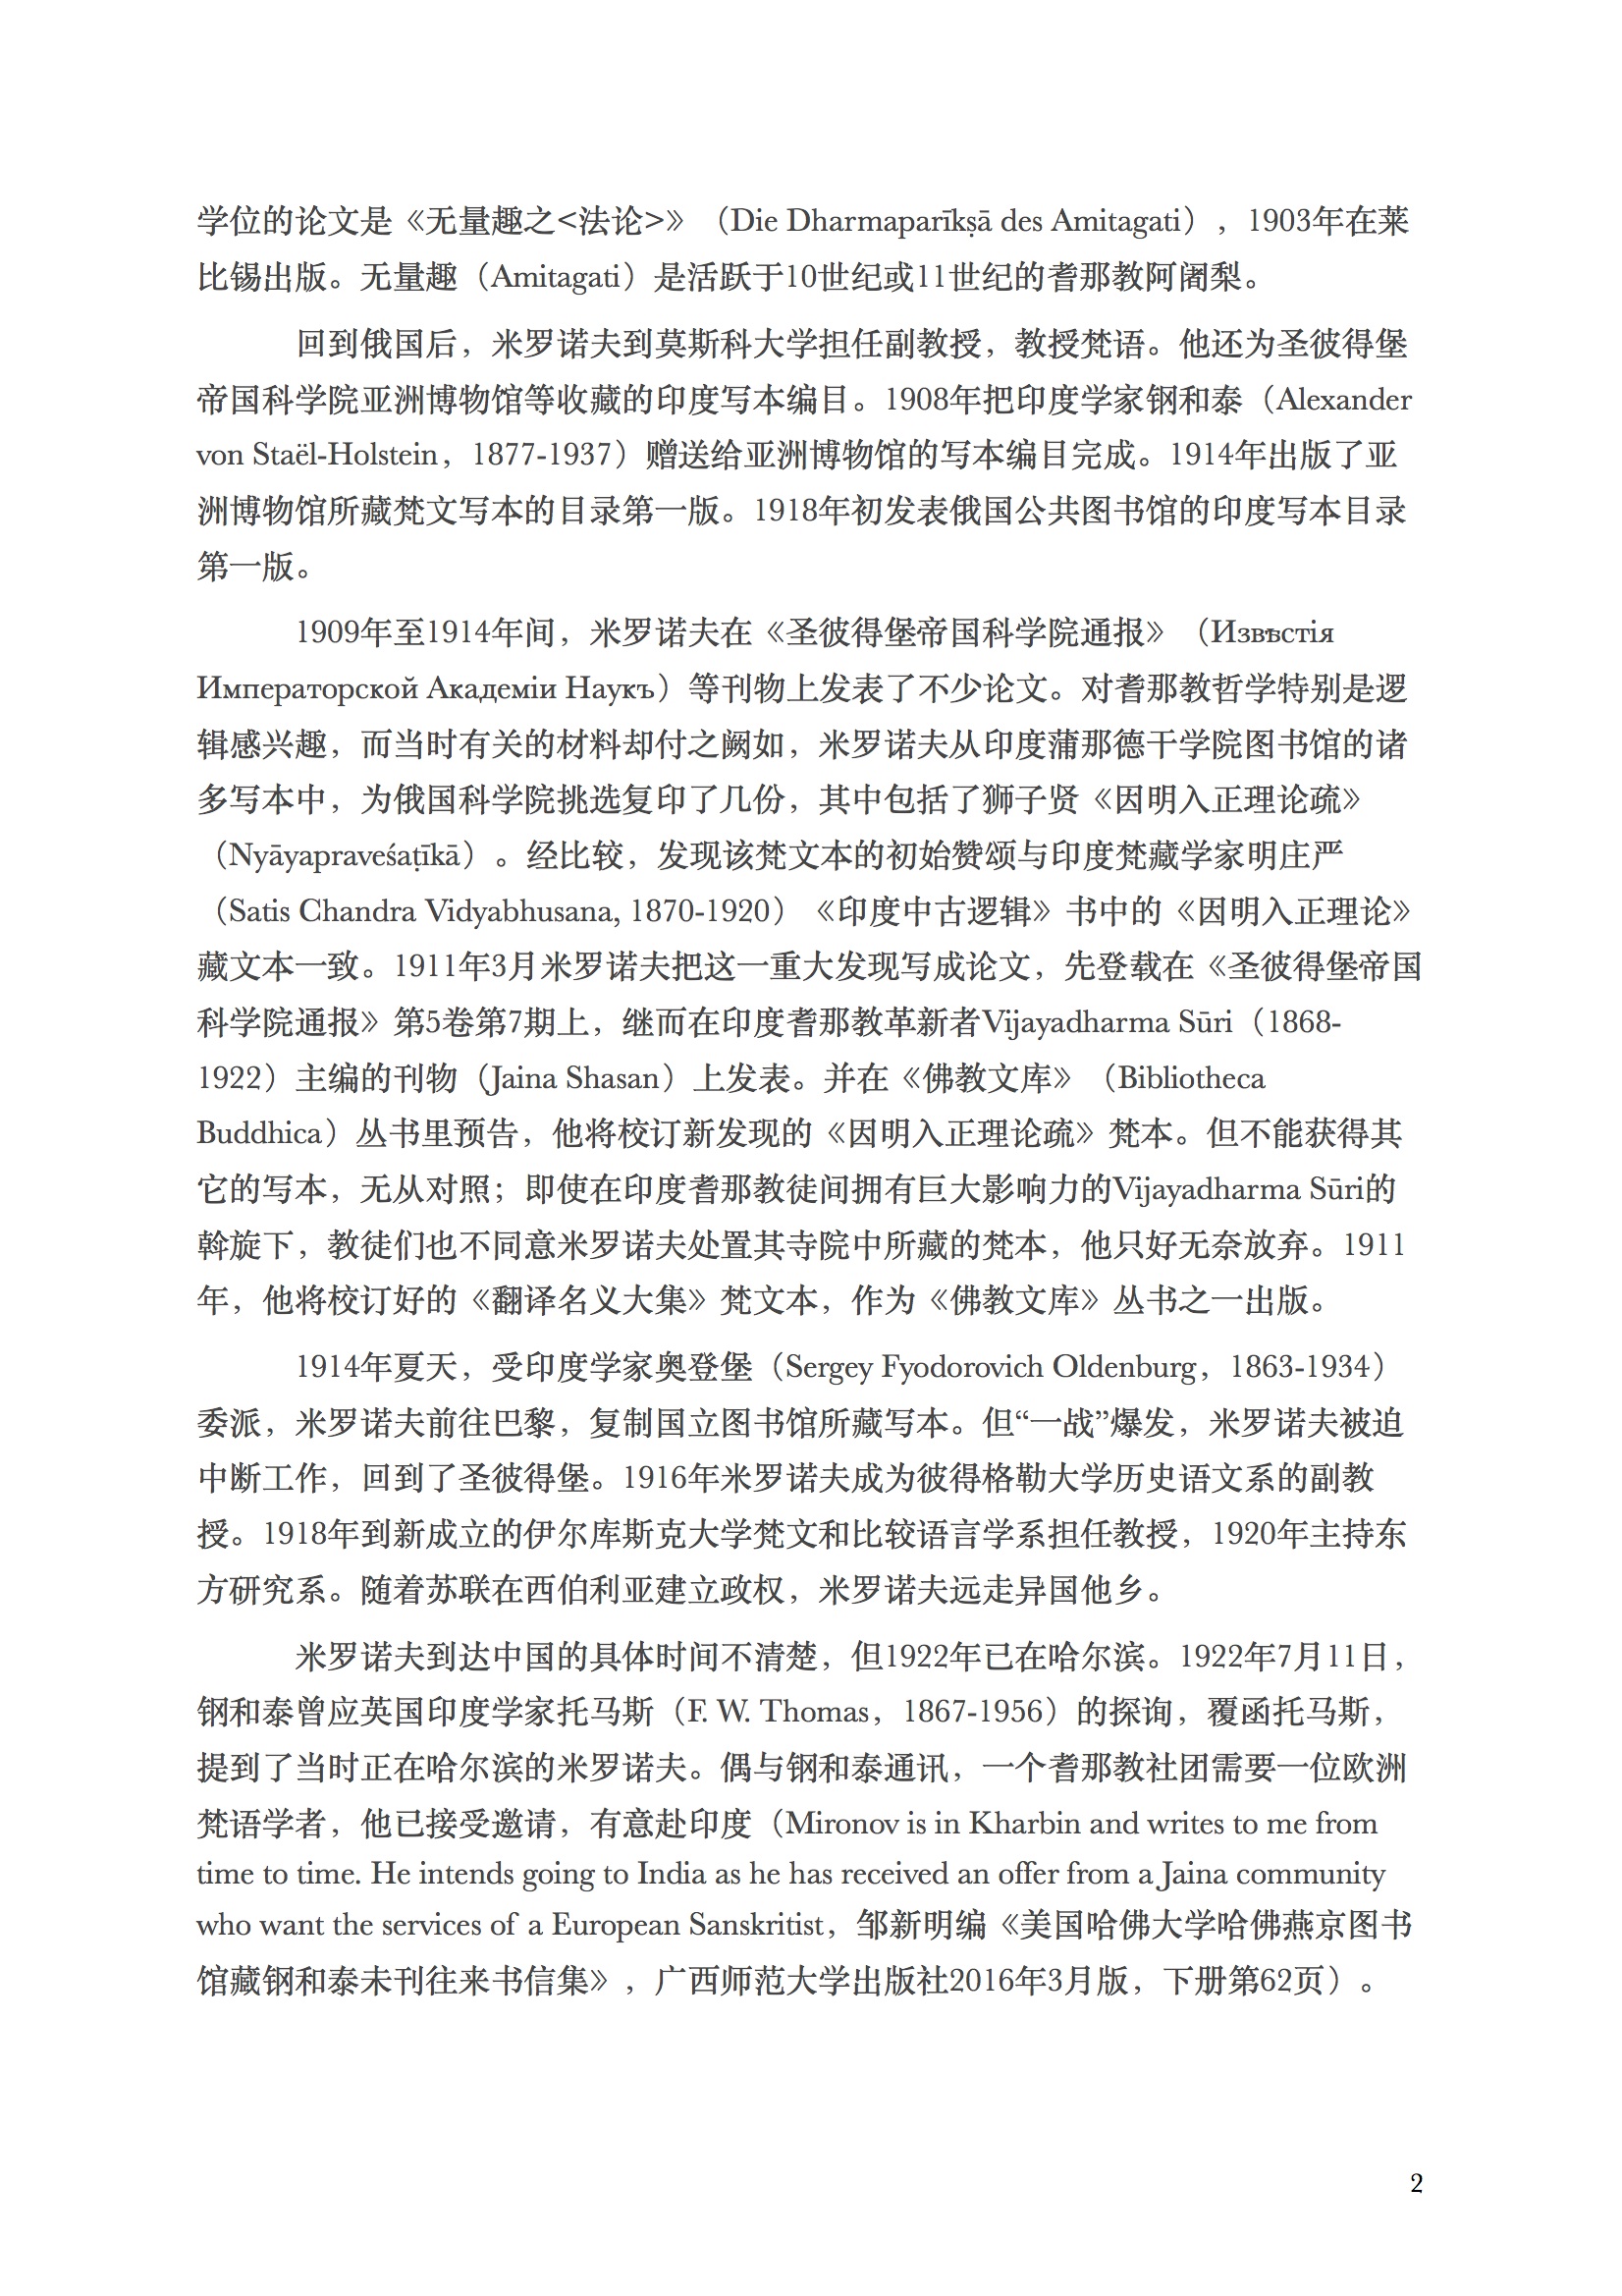 学位的论文是《无量趣之<法论>》（Die Dharmaparīkṣā des Amitagati），1903年在莱
比锡出版。无量趣（Amitagati）是活跃于10世纪或11世纪的耆那教阿阇梨。
回到俄国后，米罗诺夫到莫斯科大学担任副教授，教授梵语。他还为圣彼得堡
帝国科学院亚洲博物馆等收藏的印度写本编目。1908年把印度学家钢和泰（Alexander
von Staël-Holstein，1877-1937）赠送给亚洲博物馆的写本编目完成。1914年出版了亚
洲博物馆所藏梵文写本的目录第一版。1918年初发表俄国公共图书馆的印度写本目录
第一版。
1909年至1914年间，米罗诺夫在《圣彼得堡帝国科学院通报》（Извѣстія
Императорской Академіи Наукъ）等刊物上发表了不少论文。对耆那教哲学特别是逻
辑感兴趣，而当时有关的材料却付之阙如，米罗诺夫从印度蒲那德干学院图书馆的诸
多写本中，为俄国科学院挑选复印了几份，其中包括了狮子贤《因明入正理论疏》
（Nyāyapraveśaṭīkā）。经比较，发现该梵文本的初始赞颂与印度梵藏学家明庄严
（Satis Chandra Vidyabhusana, 1870-1920）《印度中古逻辑》书中的《因明入正理论》
藏文本一致。1911年3月米罗诺夫把这一重大发现写成论文，先登载在《圣彼得堡帝国
科学院通报》第5卷第7期上，继而在印度耆那教革新者Vijayadharma Sūri（1868-
1922）主编的刊物（Jaina Shasan）上发表。并在《佛教文库》（Bibliotheca
Buddhica）丛书里预告，他将校订新发现的《因明入正理论疏》梵本。但不能获得其
它的写本，无从对照；即使在印度耆那教徒间拥有巨大影响力的Vijayadharma Sūri的
斡旋下，教徒们也不同意米罗诺夫处置其寺院中所藏的梵本，他只好无奈放弃。1911
年，他将校订好的《翻译名义大集》梵文本，作为《佛教文库》丛书之一出版。
1914年夏天，受印度学家奥登堡（Sergey Fyodorovich Oldenburg，1863-1934）
委派，米罗诺夫前往巴黎，复制国立图书馆所藏写本。但“一战”爆发，米罗诺夫被迫
中断工作，回到了圣彼得堡。1916年米罗诺夫成为彼得格勒大学历史语文系的副教
授。1918年到新成立的伊尔库斯克大学梵文和比较语言学系担任教授，1920年主持东
方研究系。随着苏联在西伯利亚建立政权，米罗诺夫远走异国他乡。
米罗诺夫到达中国的具体时间不清楚，但1922年已在哈尔滨。1922年7月11日，
钢和泰曾应英国印度学家托马斯（F. W. Thomas，1867-1956）的探询，覆函托马斯，
提到了当时正在哈尔滨的米罗诺夫。偶与钢和泰通讯，一个耆那教社团需要一位欧洲
梵语学者，他已接受邀请，有意赴印度（Mironov is in Kharbin and writes to me from
time to time. He intends going to India as he has received an offer from a Jaina community
who want the services of a European Sanskritist，邹新明编《美国哈佛大学哈佛燕京图书
馆藏钢和泰未刊往来书信集》，广西师范大学出版社2016年3月版，下册第62页）。
2